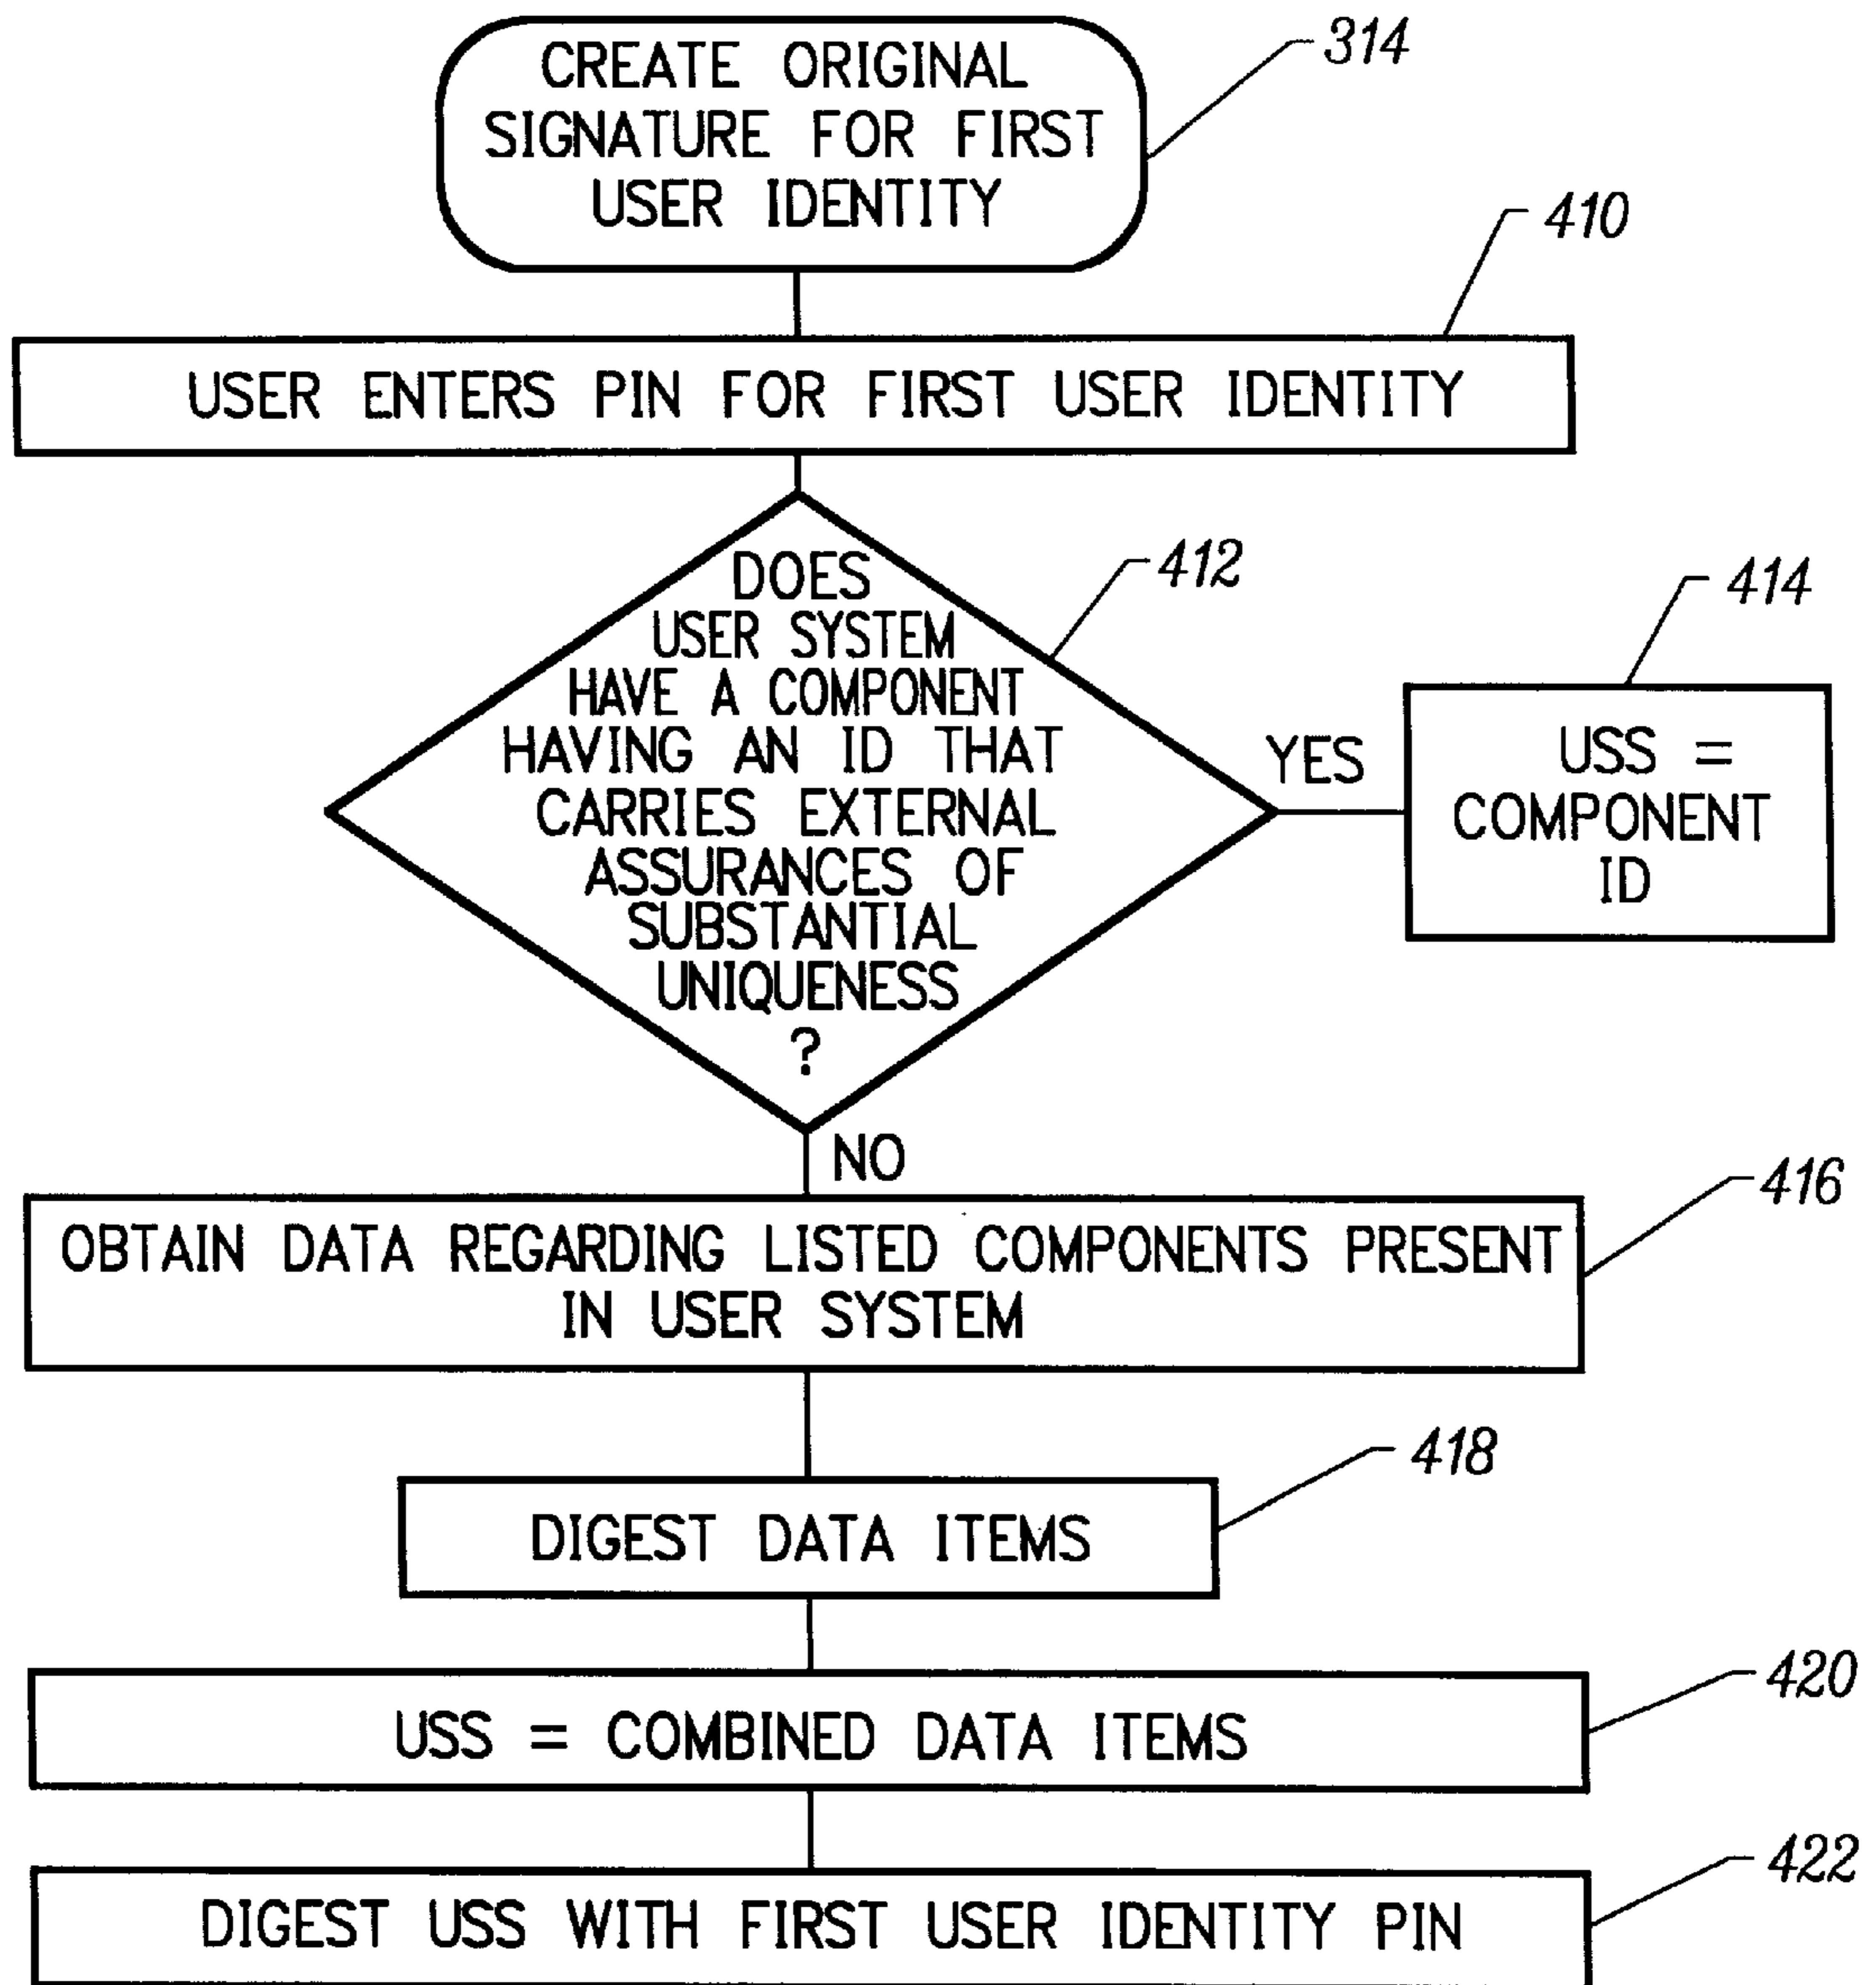 CREATE ORIGINAL
SIGNATURE FOR FIRST
USER IDENTITY
314
410
USER ENTERS PIN FOR FIRST USER IDENTITY
412
DOES
USER SYSTEM
HAVE A COMPONENT
HAVING AN ID THAT
CARRIES EXTERNAL
ASSURANCES OF
SUBSTANTIAL
UNIQUENESS
?
YES
414
USS =
COMPONENT
ID
NO
416
OBTAIN DATA REGARDING LISTED COMPONENTS PRESENT
IN USER SYSTEM
418
DIGEST DATA ITEMS
420
USS = COMBINED DATA ITEMS
422
DIGEST USS WITH FIRST USER IDENTITY PIN